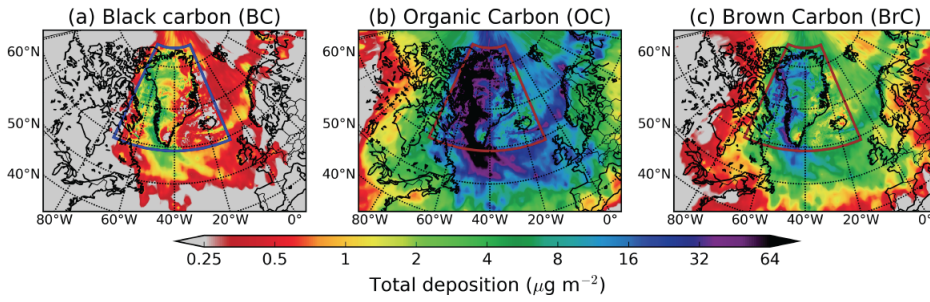 (a) Black carbon (BC) (b) Organic Carbon (OC) (c) Brown Carbon (BrC)
60°N 60°N 60°N
50°N 50°N 50°N
40°N 40°N 40°N
80°W 60°W 40°W 20°W 0° 80°W 60°W 40°W 20°W 0° 80°W 60°W 40°W 20°W 0°
0.25 0.5 1 2 4 8 16 32 64
Total deposition (μg m⁻²)